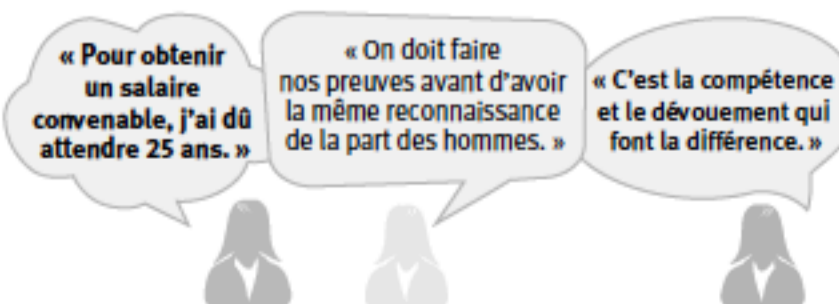 « Pour obtenir
un salaire
convenable, j'ai dû
attendre 25 ans. »
« On doit faire
nos preuves avant d'avoir
la même reconnaissance
de la part des hommes. »
« C'est la compétence
et le dévouement qui
font la différence. »